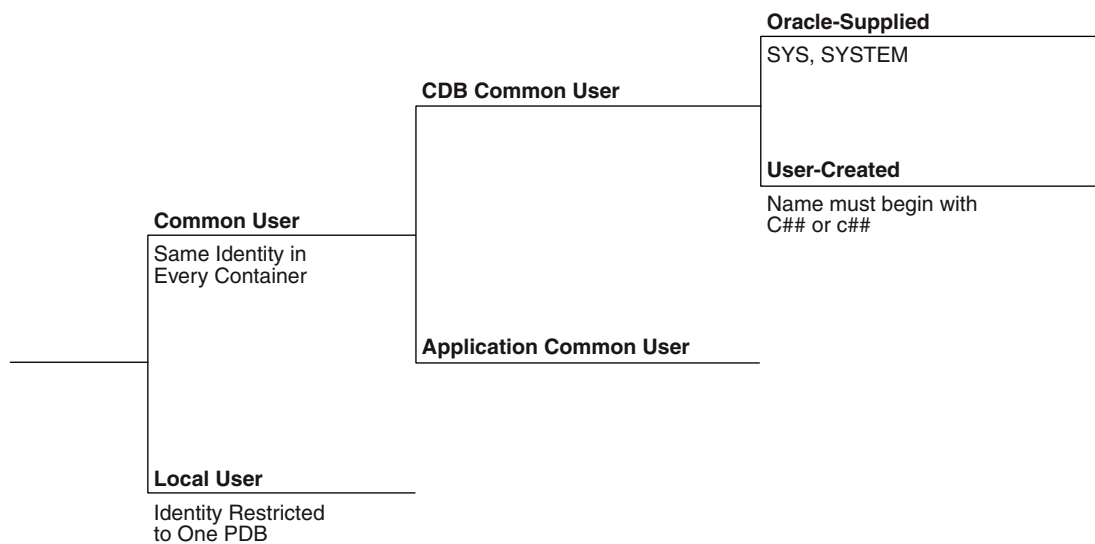 Oracle-Supplied
SYS, SYSTEM
CDB Common User
User-Created
Name must begin with
C## or c##
Common User
Same Identity in
Every Container
Application Common User
Local User
Identity Restricted
to One PDB